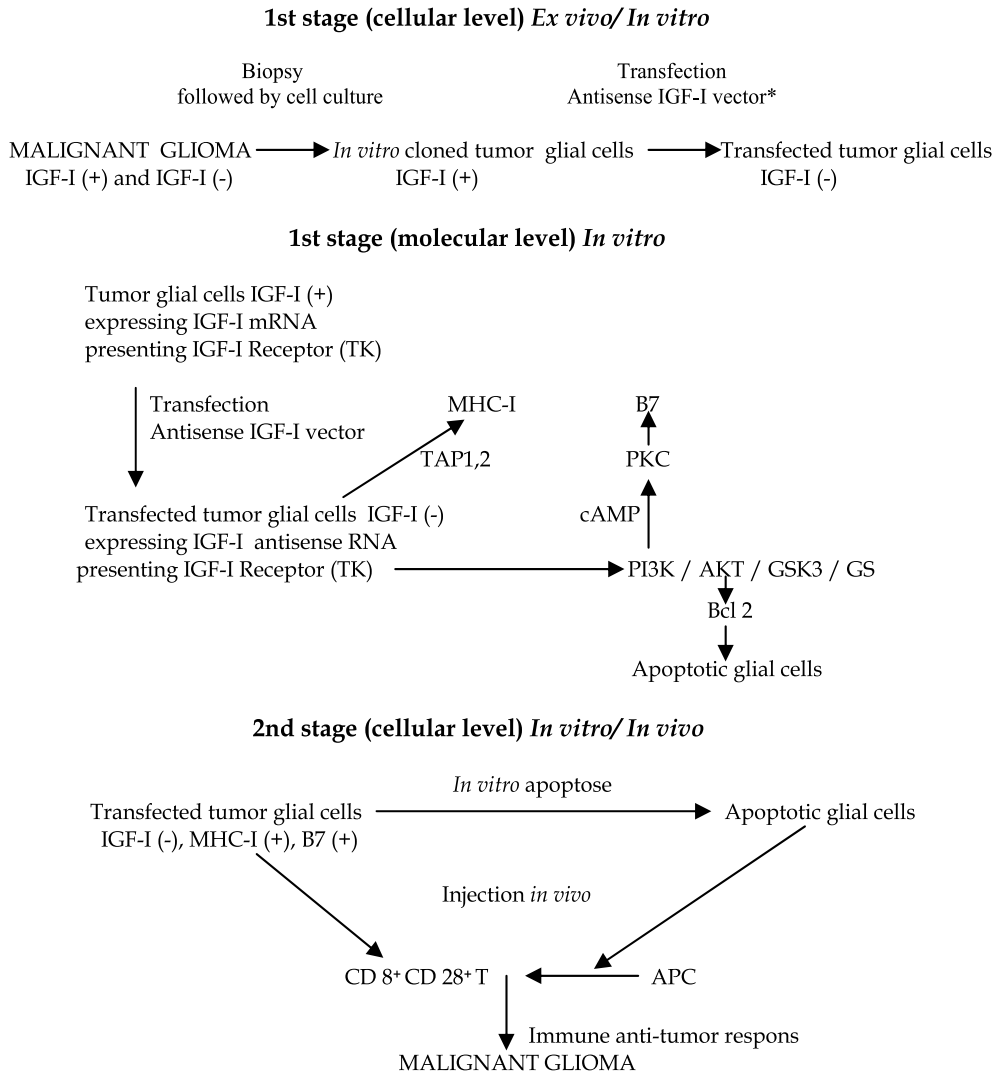 1st stage (cellular level) Ex vivo/ In vitro
Biopsy
followed by cell culture
Transfection
Antisense IGF-I vector*
MALIGNANT GLIOMA
IGF-I (+) and IGF-I (-)
In vitro cloned tumor glial cells
IGF-I (+)
Transfected tumor glial cells
IGF-I (-)
1st stage (molecular level) In vitro
Tumor glial cells IGF-I (+)
expressing IGF-I mRNA
presenting IGF-I Receptor (TK)
Transfection
Antisense IGF-I vector
MHC-I
B7
TAP1,2
PKC
Transfected tumor glial cells IGF-I (-)
expressing IGF-I antisense RNA
presenting IGF-I Receptor (TK)
cAMP
PI3K / AKT / GSK3 / GS
Bcl 2
Apoptotic glial cells
2nd stage (cellular level) In vitro/ In vivo
In vitro apoptose
Transfected tumor glial cells
IGF-I (-), MHC-I (+), B7 (+)
Apoptotic glial cells
Injection in vivo
CD 8⁺ CD 28⁺ T
APC
Immune anti-tumor respons
MALIGNANT GLIOMA